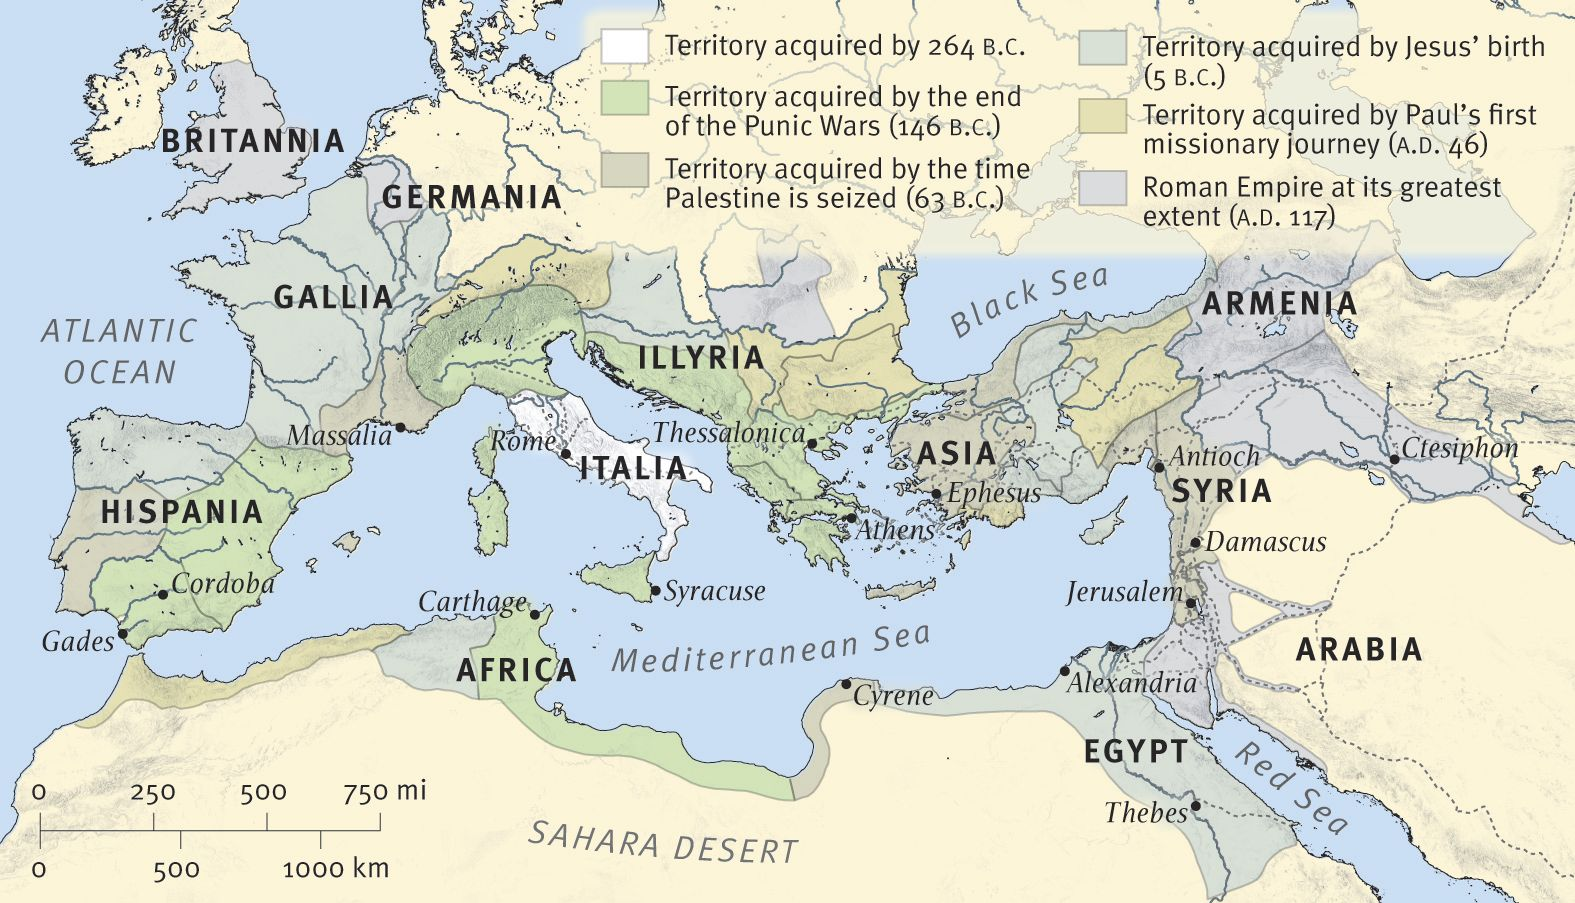 Territory acquired by 264 B.C.
Territory acquired by the end
of the Punic Wars (146 B.C.)
Territory acquired by the time
Palestine is seized (63 B.C.)
Territory acquired by Jesus’ birth
(5 B.C.)
Territory acquired by Paul’s first
missionary journey (A.D. 46)
Roman Empire at its greatest
extent (A.D. 117)
BRITANNIA
GERMANIA
GALLIA
ATLANTIC
OCEAN
Black Sea
ARMENIA
ILLYRIA
Massalia
Rome
ITALIA
Thessalonica
ASIA
Antioch
Ctesiphon
SYRIA
Ephesus
HISPANIA
Athens
Damascus
Cordoba
Syracuse
Jerusalem
Carthage
Gades
Mediterranean Sea
ARABIA
AFRICA
Alexandria
Cyrene
EGYPT
Red Sea
Thebes
SAHARA DESERT
0 250 500 750 mi
0 500 1000 km